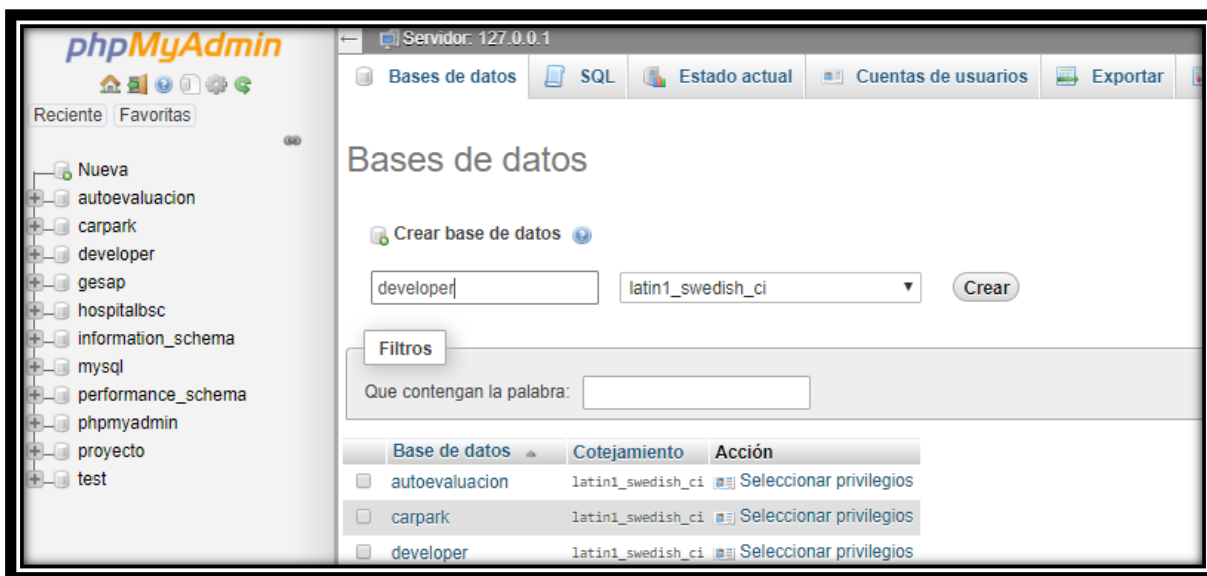 phpMyAdmin
Reciente Favoritas
Nueva
autoevaluacion
carpark
developer
gesap
hospitalbsc
information_schema
mysql
performance_schema
phpmyadmin
proyecto
test
Servidor: 127.0.0.1
Bases de datos SQL Estado actual Cuentas de usuarios Exportar
Bases de datos
Crear base de datos
developer latin1_swedish_ci Crear
Filtros
Que contengan la palabra:
Base de datos Cotejamiento Acción
autoevaluacion latin1_swedish_ci Seleccionar privilegios
carpark latin1_swedish_ci Seleccionar privilegios
developer latin1_swedish_ci Seleccionar privilegios